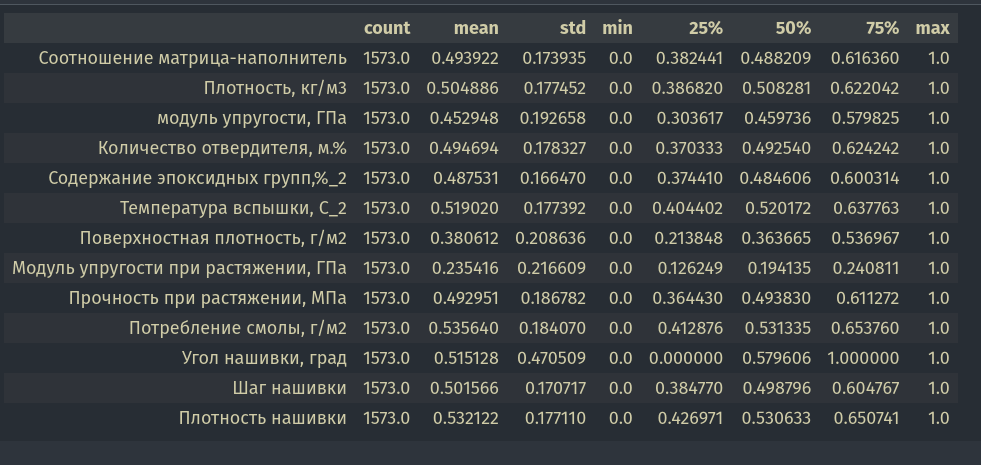 count mean std min 25% 50% 75% max
Соотношение матрица-наполнитель 1573.0 0.493922 0.173935 0.0 0.382441 0.488209 0.616360 1.0
Плотность, кг/м3 1573.0 0.504886 0.177452 0.0 0.386820 0.508281 0.622042 1.0
модуль упругости, ГПа 1573.0 0.452948 0.192658 0.0 0.303617 0.459736 0.579825 1.0
Количество отвердителя, м.% 1573.0 0.494694 0.178327 0.0 0.370333 0.492540 0.624242 1.0
Содержание эпоксидных групп,%_2 1573.0 0.487531 0.166470 0.0 0.374410 0.484606 0.600314 1.0
Температура вспышки, С_2 1573.0 0.519020 0.177392 0.0 0.404402 0.520172 0.637763 1.0
Поверхностная плотность, г/м2 1573.0 0.380612 0.208636 0.0 0.213848 0.363665 0.536967 1.0
Модуль упругости при растяжении, ГПа 1573.0 0.235416 0.216609 0.0 0.126249 0.194135 0.240811 1.0
Прочность при растяжении, МПа 1573.0 0.492951 0.186782 0.0 0.364430 0.493830 0.611272 1.0
Потребление смолы, г/м2 1573.0 0.535640 0.184070 0.0 0.412876 0.531335 0.653760 1.0
Угол нашивки, град 1573.0 0.515128 0.470509 0.0 0.000000 0.579606 1.000000 1.0
Шаг нашивки 1573.0 0.501566 0.170717 0.0 0.384770 0.498796 0.604767 1.0
Плотность нашивки 1573.0 0.532122 0.177110 0.0 0.426971 0.530633 0.650741 1.0